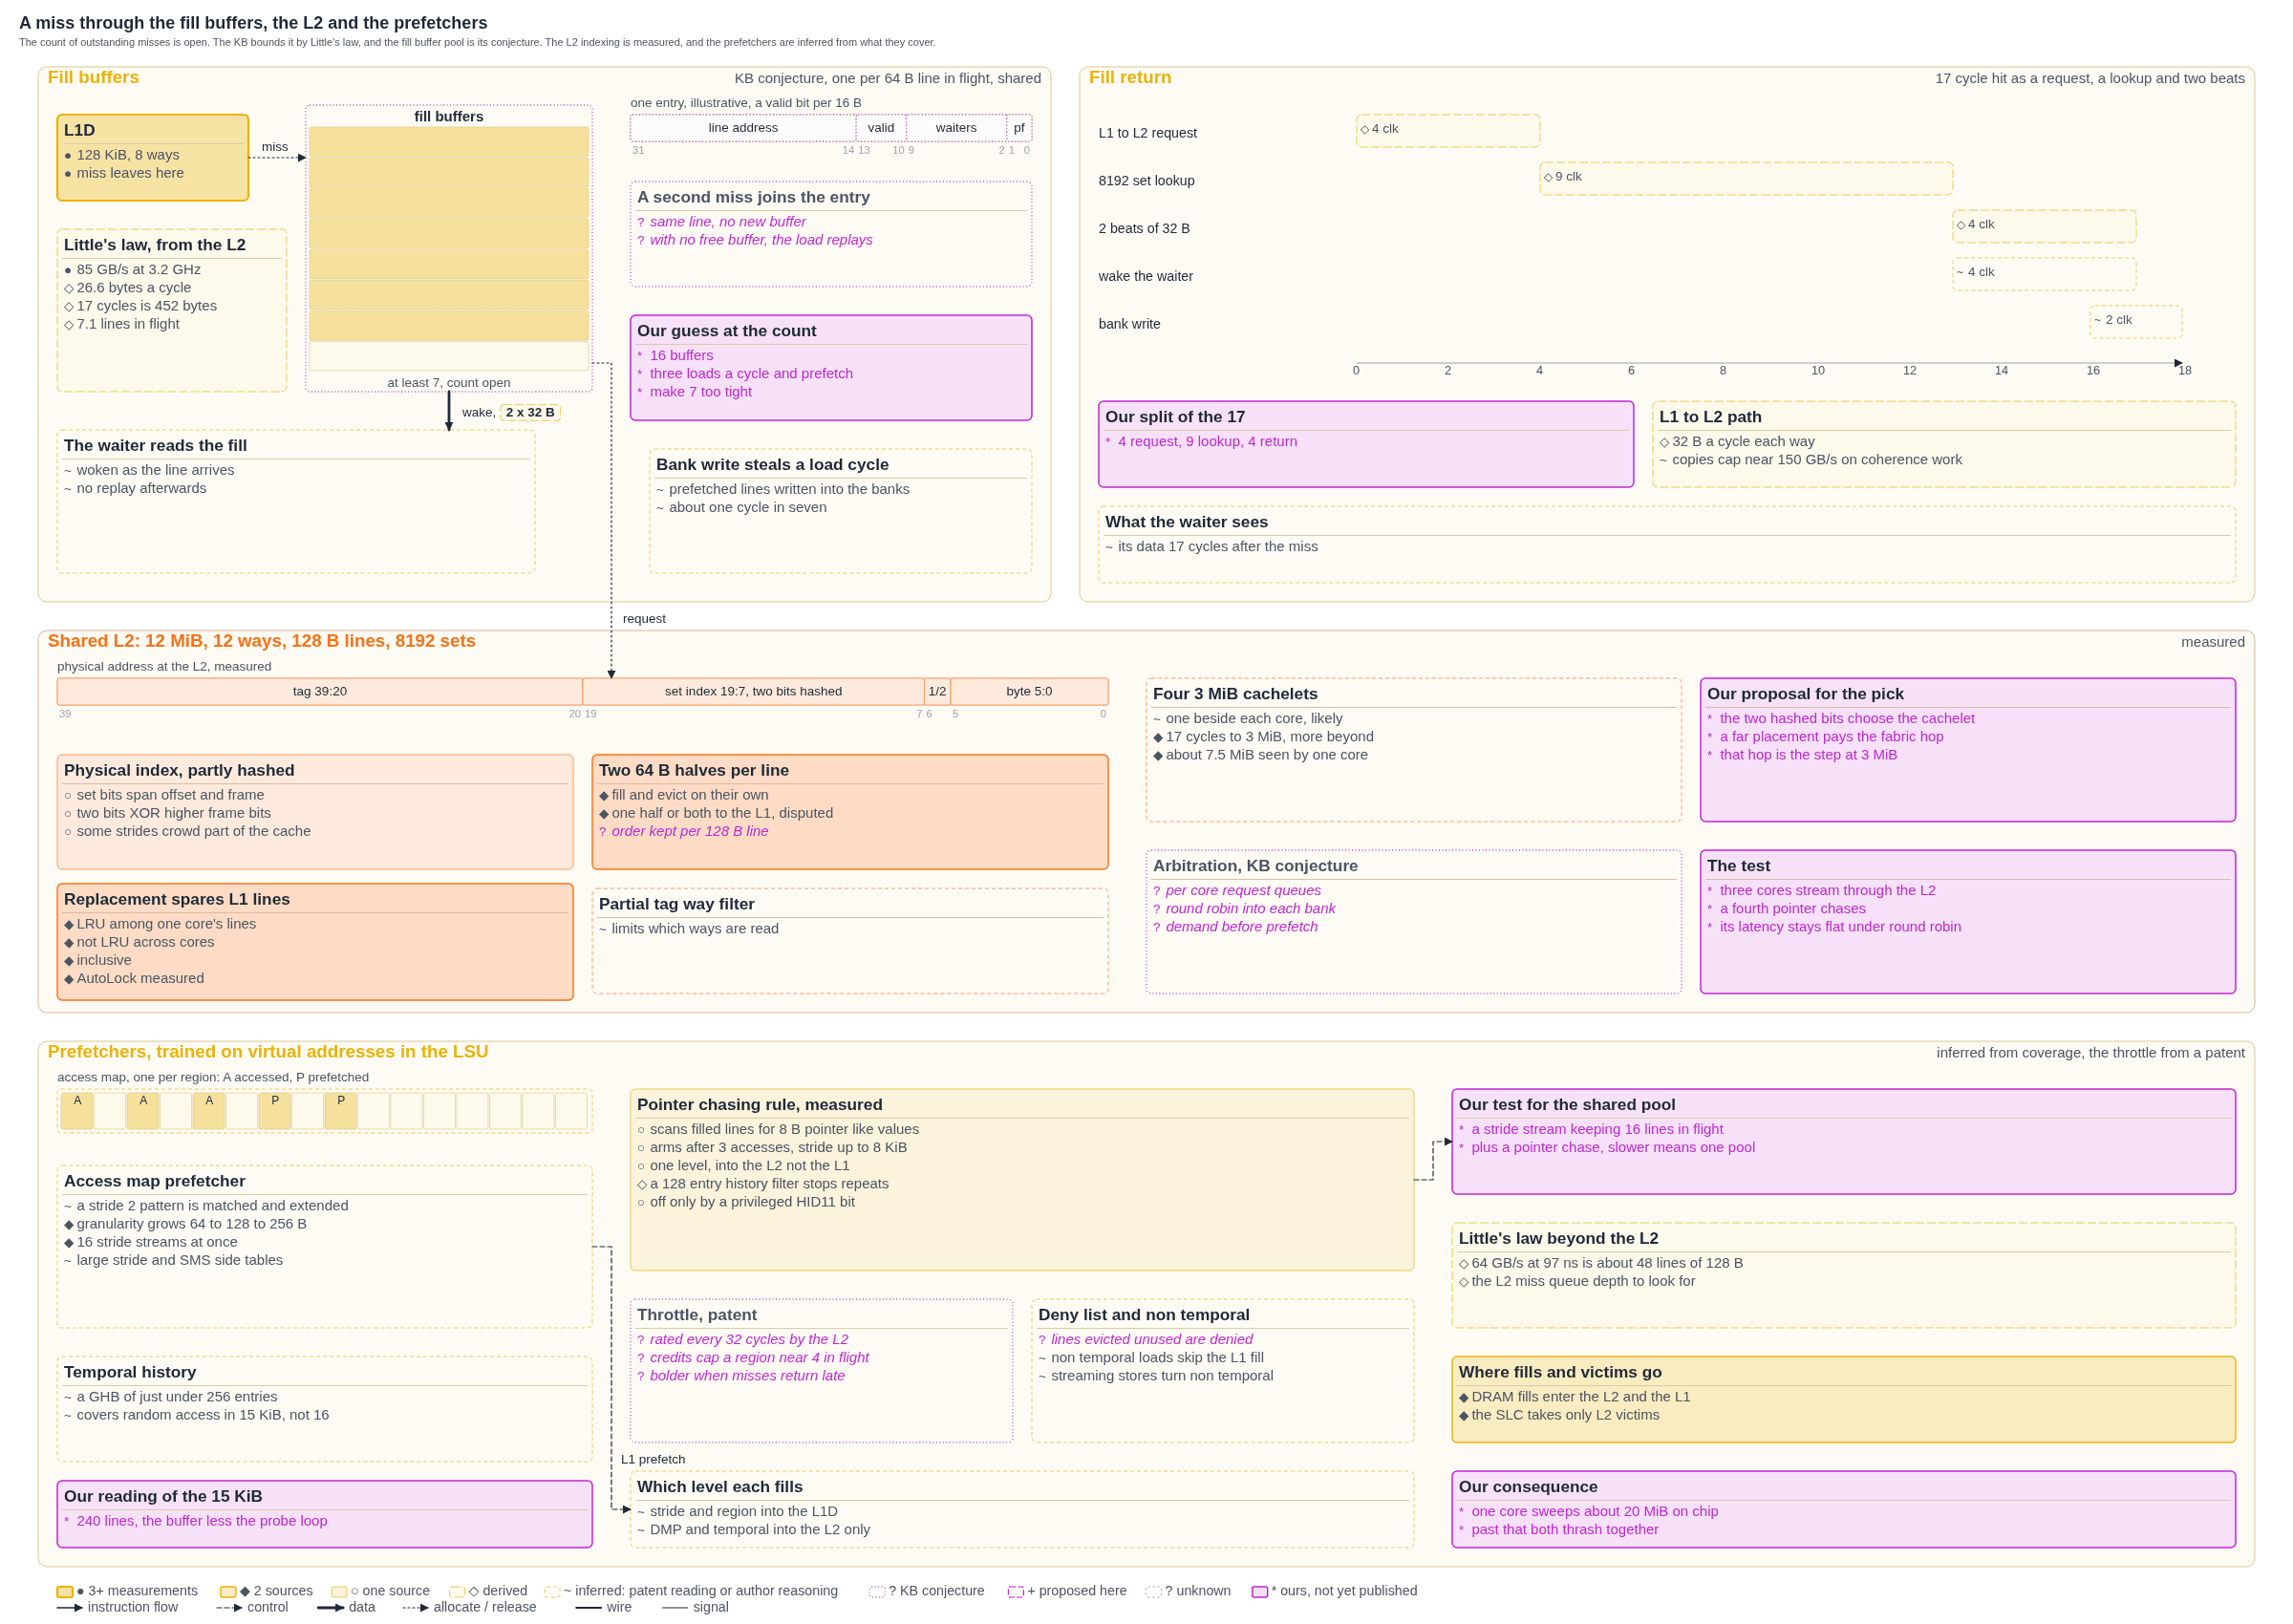 A miss through the fill buffers, the L2 and the prefetchers
The count of outstanding misses is open. The KB bounds it by Little's law, and the fill buffer pool is its conjecture. The L2 indexing is measured, and the prefetchers are inferred from what they cover.
Fill buffers
KB conjecture, one per 64 B line in flight, shared
L1D
● 128 KiB, 8 ways
● miss leaves here
miss
fill buffers
at least 7, count open
Little's law, from the L2
● 85 GB/s at 3.2 GHz
◇ 26.6 bytes a cycle
◇ 17 cycles is 452 bytes
◇ 7.1 lines in flight
wake, 2 x 32 B
The waiter reads the fill
~ woken as the line arrives
~ no replay afterwards
one entry, illustrative, a valid bit per 16 B
line address valid waiters pf
31 14 13 10 9 2 1 0
A second miss joins the entry
? same line, no new buffer
? with no free buffer, the load replays
Our guess at the count
* 16 buffers
* three loads a cycle and prefetch
* make 7 too tight
Bank write steals a load cycle
~ prefetched lines written into the banks
~ about one cycle in seven
request
Fill return
17 cycle hit as a request, a lookup and two beats
L1 to L2 request
◇ 4 clk
8192 set lookup
◇ 9 clk
2 beats of 32 B
◇ 4 clk
wake the waiter
~ 4 clk
bank write
~ 2 clk
0 2 4 6 8 10 12 14 16 18
Our split of the 17
* 4 request, 9 lookup, 4 return
L1 to L2 path
◇ 32 B a cycle each way
~ copies cap near 150 GB/s on coherence work
What the waiter sees
~ its data 17 cycles after the miss
Shared L2: 12 MiB, 12 ways, 128 B lines, 8192 sets
measured
physical address at the L2, measured
tag 39:20 set index 19:7, two bits hashed 1/2 byte 5:0
39 20 19 7 6 5 0
Physical index, partly hashed
○ set bits span offset and frame
○ two bits XOR higher frame bits
○ some strides crowd part of the cache
Two 64 B halves per line
◆ fill and evict on their own
◆ one half or both to the L1, disputed
? order kept per 128 B line
Replacement spares L1 lines
◆ LRU among one core's lines
◆ not LRU across cores
◆ inclusive
◆ AutoLock measured
Partial tag way filter
~ limits which ways are read
Four 3 MiB cachelets
~ one beside each core, likely
◆ 17 cycles to 3 MiB, more beyond
◆ about 7.5 MiB seen by one core
Our proposal for the pick
* the two hashed bits choose the cachelet
* a far placement pays the fabric hop
* that hop is the step at 3 MiB
Arbitration, KB conjecture
? per core request queues
? round robin into each bank
? demand before prefetch
The test
* three cores stream through the L2
* a fourth pointer chases
* its latency stays flat under round robin
Prefetchers, trained on virtual addresses in the LSU
inferred from coverage, the throttle from a patent
access map, one per region: A accessed, P prefetched
A A A P P
Access map prefetcher
~ a stride 2 pattern is matched and extended
◆ granularity grows 64 to 128 to 256 B
◆ 16 stride streams at once
~ large stride and SMS side tables
Temporal history
~ a GHB of just under 256 entries
~ covers random access in 15 KiB, not 16
Our reading of the 15 KiB
* 240 lines, the buffer less the probe loop
Pointer chasing rule, measured
○ scans filled lines for 8 B pointer like values
○ arms after 3 accesses, stride up to 8 KiB
○ one level, into the L2 not the L1
◇ a 128 entry history filter stops repeats
○ off only by a privileged HID11 bit
Throttle, patent
? rated every 32 cycles by the L2
? credits cap a region near 4 in flight
? bolder when misses return late
Deny list and non temporal
? lines evicted unused are denied
~ non temporal loads skip the L1 fill
~ streaming stores turn non temporal
L1 prefetch
Which level each fills
~ stride and region into the L1D
~ DMP and temporal into the L2 only
Our test for the shared pool
* a stride stream keeping 16 lines in flight
* plus a pointer chase, slower means one pool
Little's law beyond the L2
◇ 64 GB/s at 97 ns is about 48 lines of 128 B
◇ the L2 miss queue depth to look for
Where fills and victims go
◆ DRAM fills enter the L2 and the L1
◆ the SLC takes only L2 victims
Our consequence
* one core sweeps about 20 MiB on chip
* past that both thrash together
● 3+ measurements ◆ 2 sources ○ one source ◇ derived ~ inferred: patent reading or author reasoning ? KB conjecture + proposed here ? unknown * ours, not yet published
instruction flow control data allocate / release wire signal